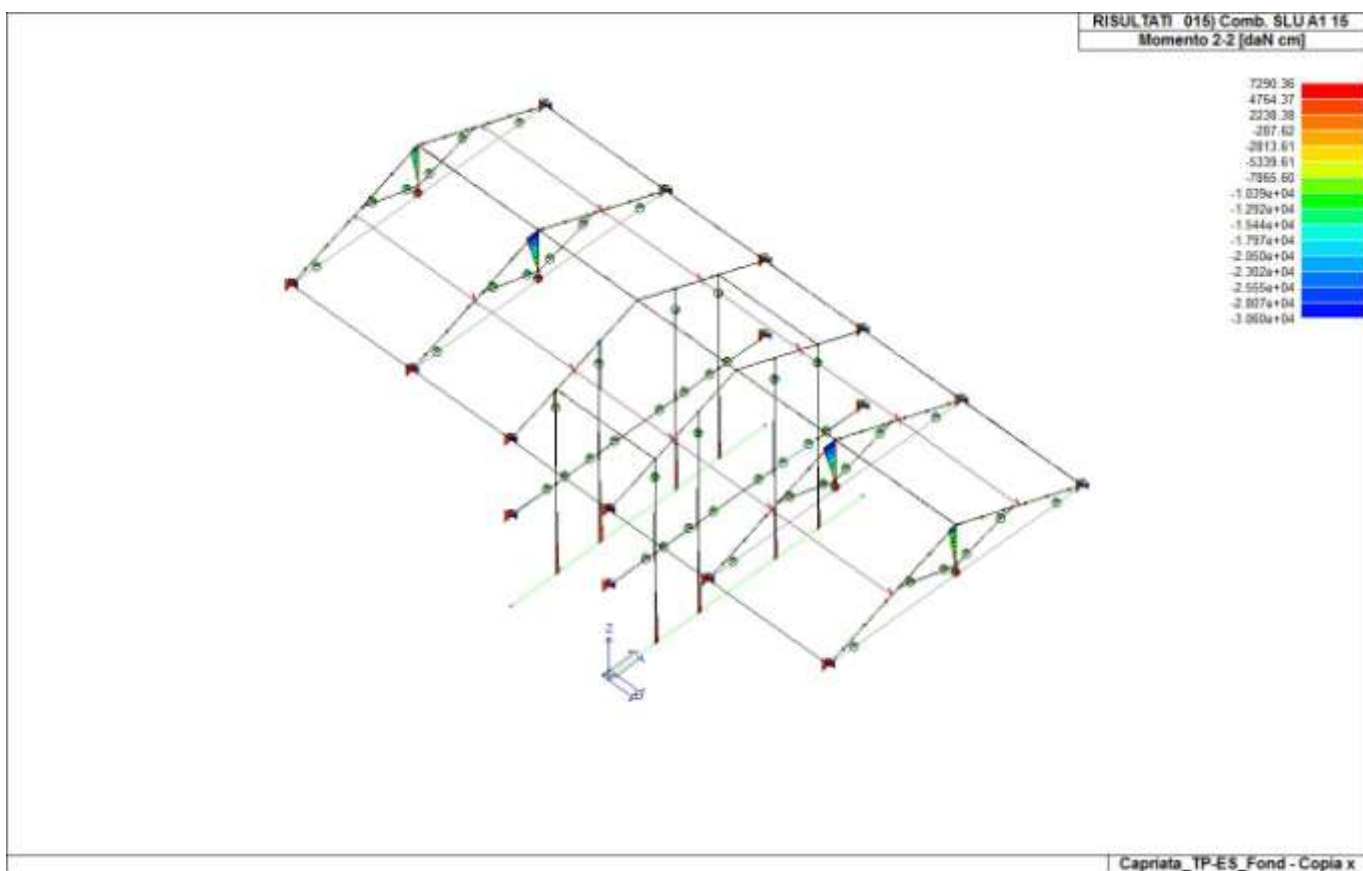 RISULTATI 015) Comb. SLU A1 15
Momento 2-2 [daN cm]
7290.36
4764.37
2238.38
-287.62
-2813.61
-5339.61
-7865.60
-1.039e+04
-1.292e+04
-1.544e+04
-1.797e+04
-2.050e+04
-2.302e+04
-2.555e+04
-2.807e+04
-3.060e+04
Capriata_TP-ES_Fond - Copia x